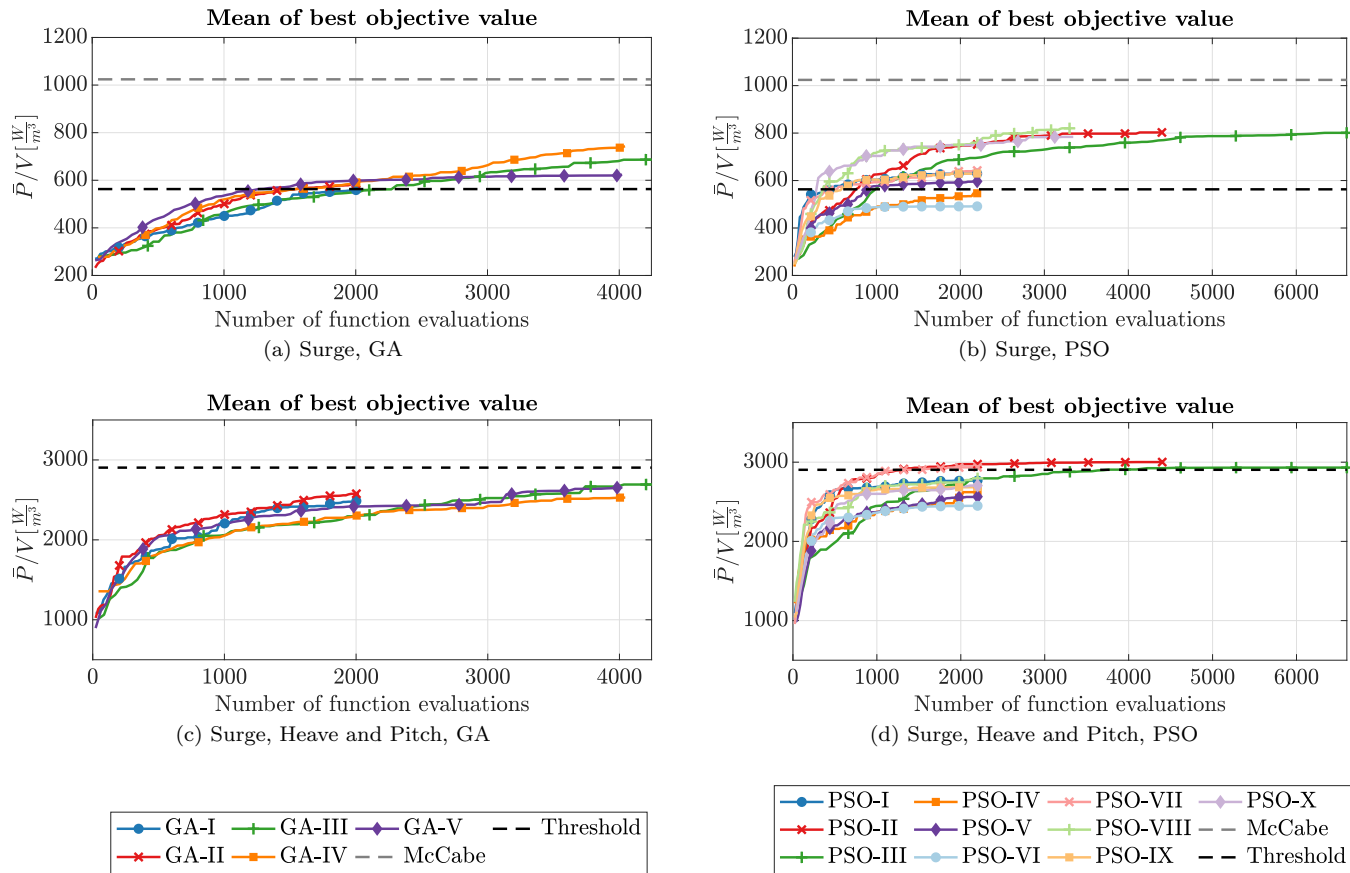 Mean of best objective value
1200
1000
800
600
400
200
P̄/V[W/m³]
0 1000 2000 3000 4000
Number of function evaluations
(a) Surge, GA
Mean of best objective value
1200
1000
800
600
400
200
P̄/V[W/m³]
0 1000 2000 3000 4000 5000 6000
Number of function evaluations
(b) Surge, PSO
Mean of best objective value
3000
2000
1000
P̄/V[W/m³]
0 1000 2000 3000 4000
Number of function evaluations
(c) Surge, Heave and Pitch, GA
Mean of best objective value
3000
2000
1000
P̄/V[W/m³]
0 1000 2000 3000 4000 5000 6000
Number of function evaluations
(d) Surge, Heave and Pitch, PSO
GA-I GA-III GA-V Threshold
GA-II GA-IV McCabe
PSO-I PSO-IV PSO-VII PSO-X
PSO-II PSO-V PSO-VIII McCabe
PSO-III PSO-VI PSO-IX Threshold